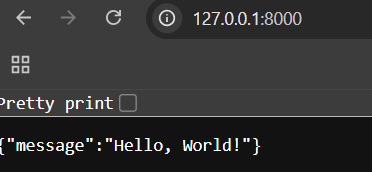 127.0.0.1:8000
Pretty print
{"message":"Hello, World!"}